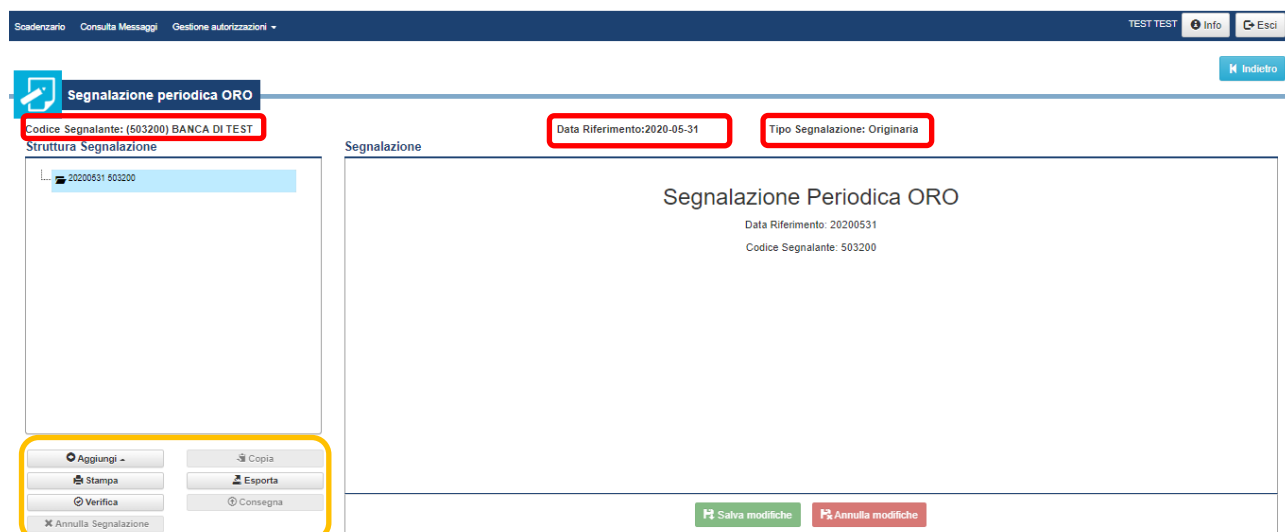 Scadenzario Consulta Messaggi Gestione autorizzazioni TEST TEST Info Esci
Indietro
Segnalazione periodica ORO
Codice Segnalante: (503200) BANCA DI TEST Data Riferimento:2020-05-31 Tipo Segnalazione: Originaria
Struttura Segnalazione Segnalazione
20200531 503200
Segnalazione Periodica ORO
Data Riferimento: 20200531
Codice Segnalante: 503200
Aggiungi Copia
Stampa Esporta
Verifica Consegna
Annulla Segnalazione
Salva modifiche Annulla modifiche